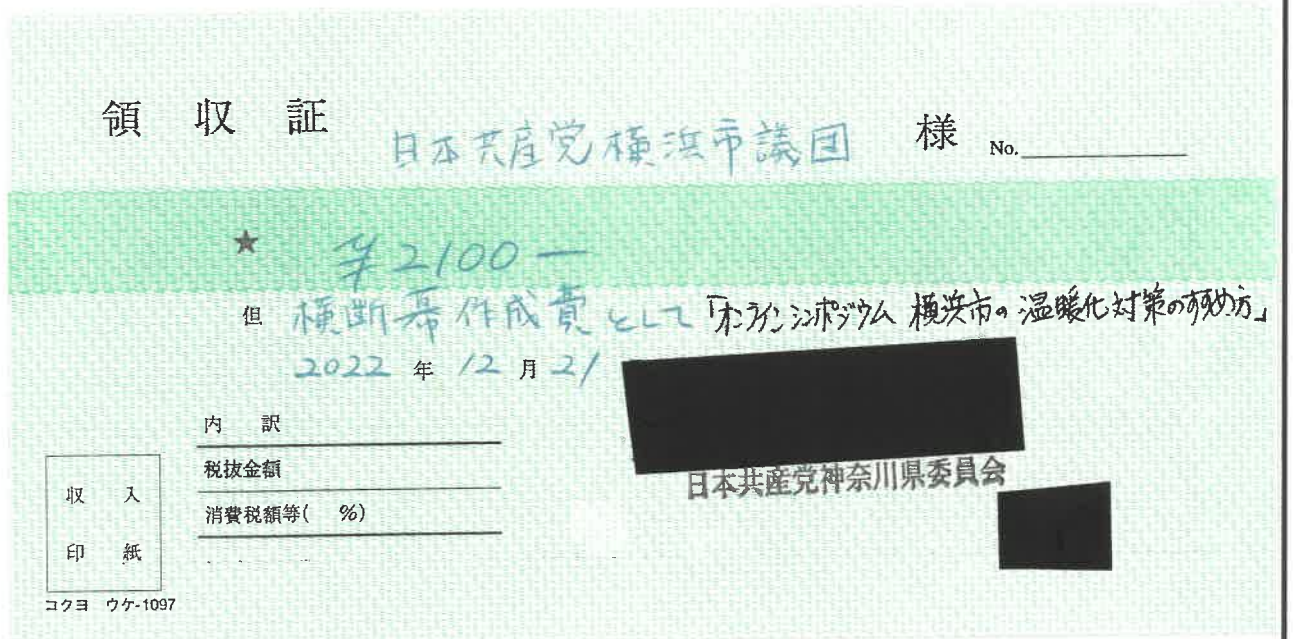 領 収 証 日本共産党横浜市議団 様 No.
★ ¥2100―
但 横断幕作成費として「オンラインシンポジウム 横浜市の温暖化対策のすすめ方」
2022 年 12 月 21
内 訳
税抜金額
消費税額等( %)
日本共産党神奈川県委員会
収 入
印 紙
コクヨ ウケ-1097